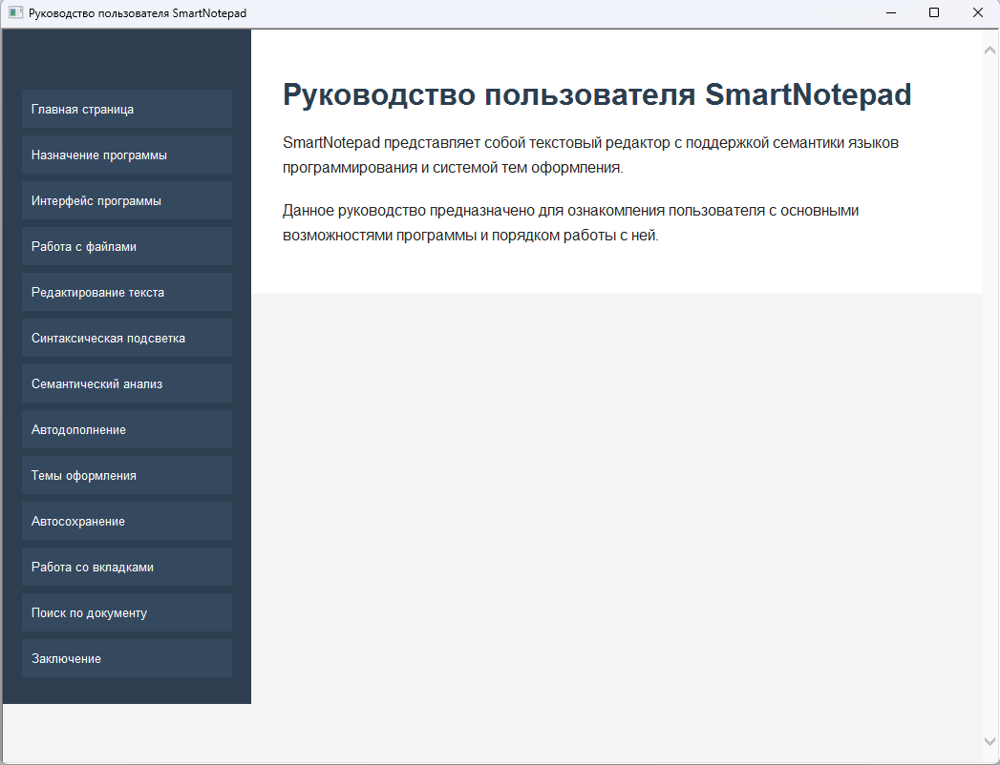 Руководство пользователя SmartNotepad
Главная страница
Назначение программы
Интерфейс программы
Работа с файлами
Редактирование текста
Синтаксическая подсветка
Семантический анализ
Автодополнение
Темы оформления
Автосохранение
Работа со вкладками
Поиск по документу
Заключение
Руководство пользователя SmartNotepad
SmartNotepad представляет собой текстовый редактор с поддержкой семантики языков
программирования и системой тем оформления.
Данное руководство предназначено для ознакомления пользователя с основными
возможностями программы и порядком работы с ней.